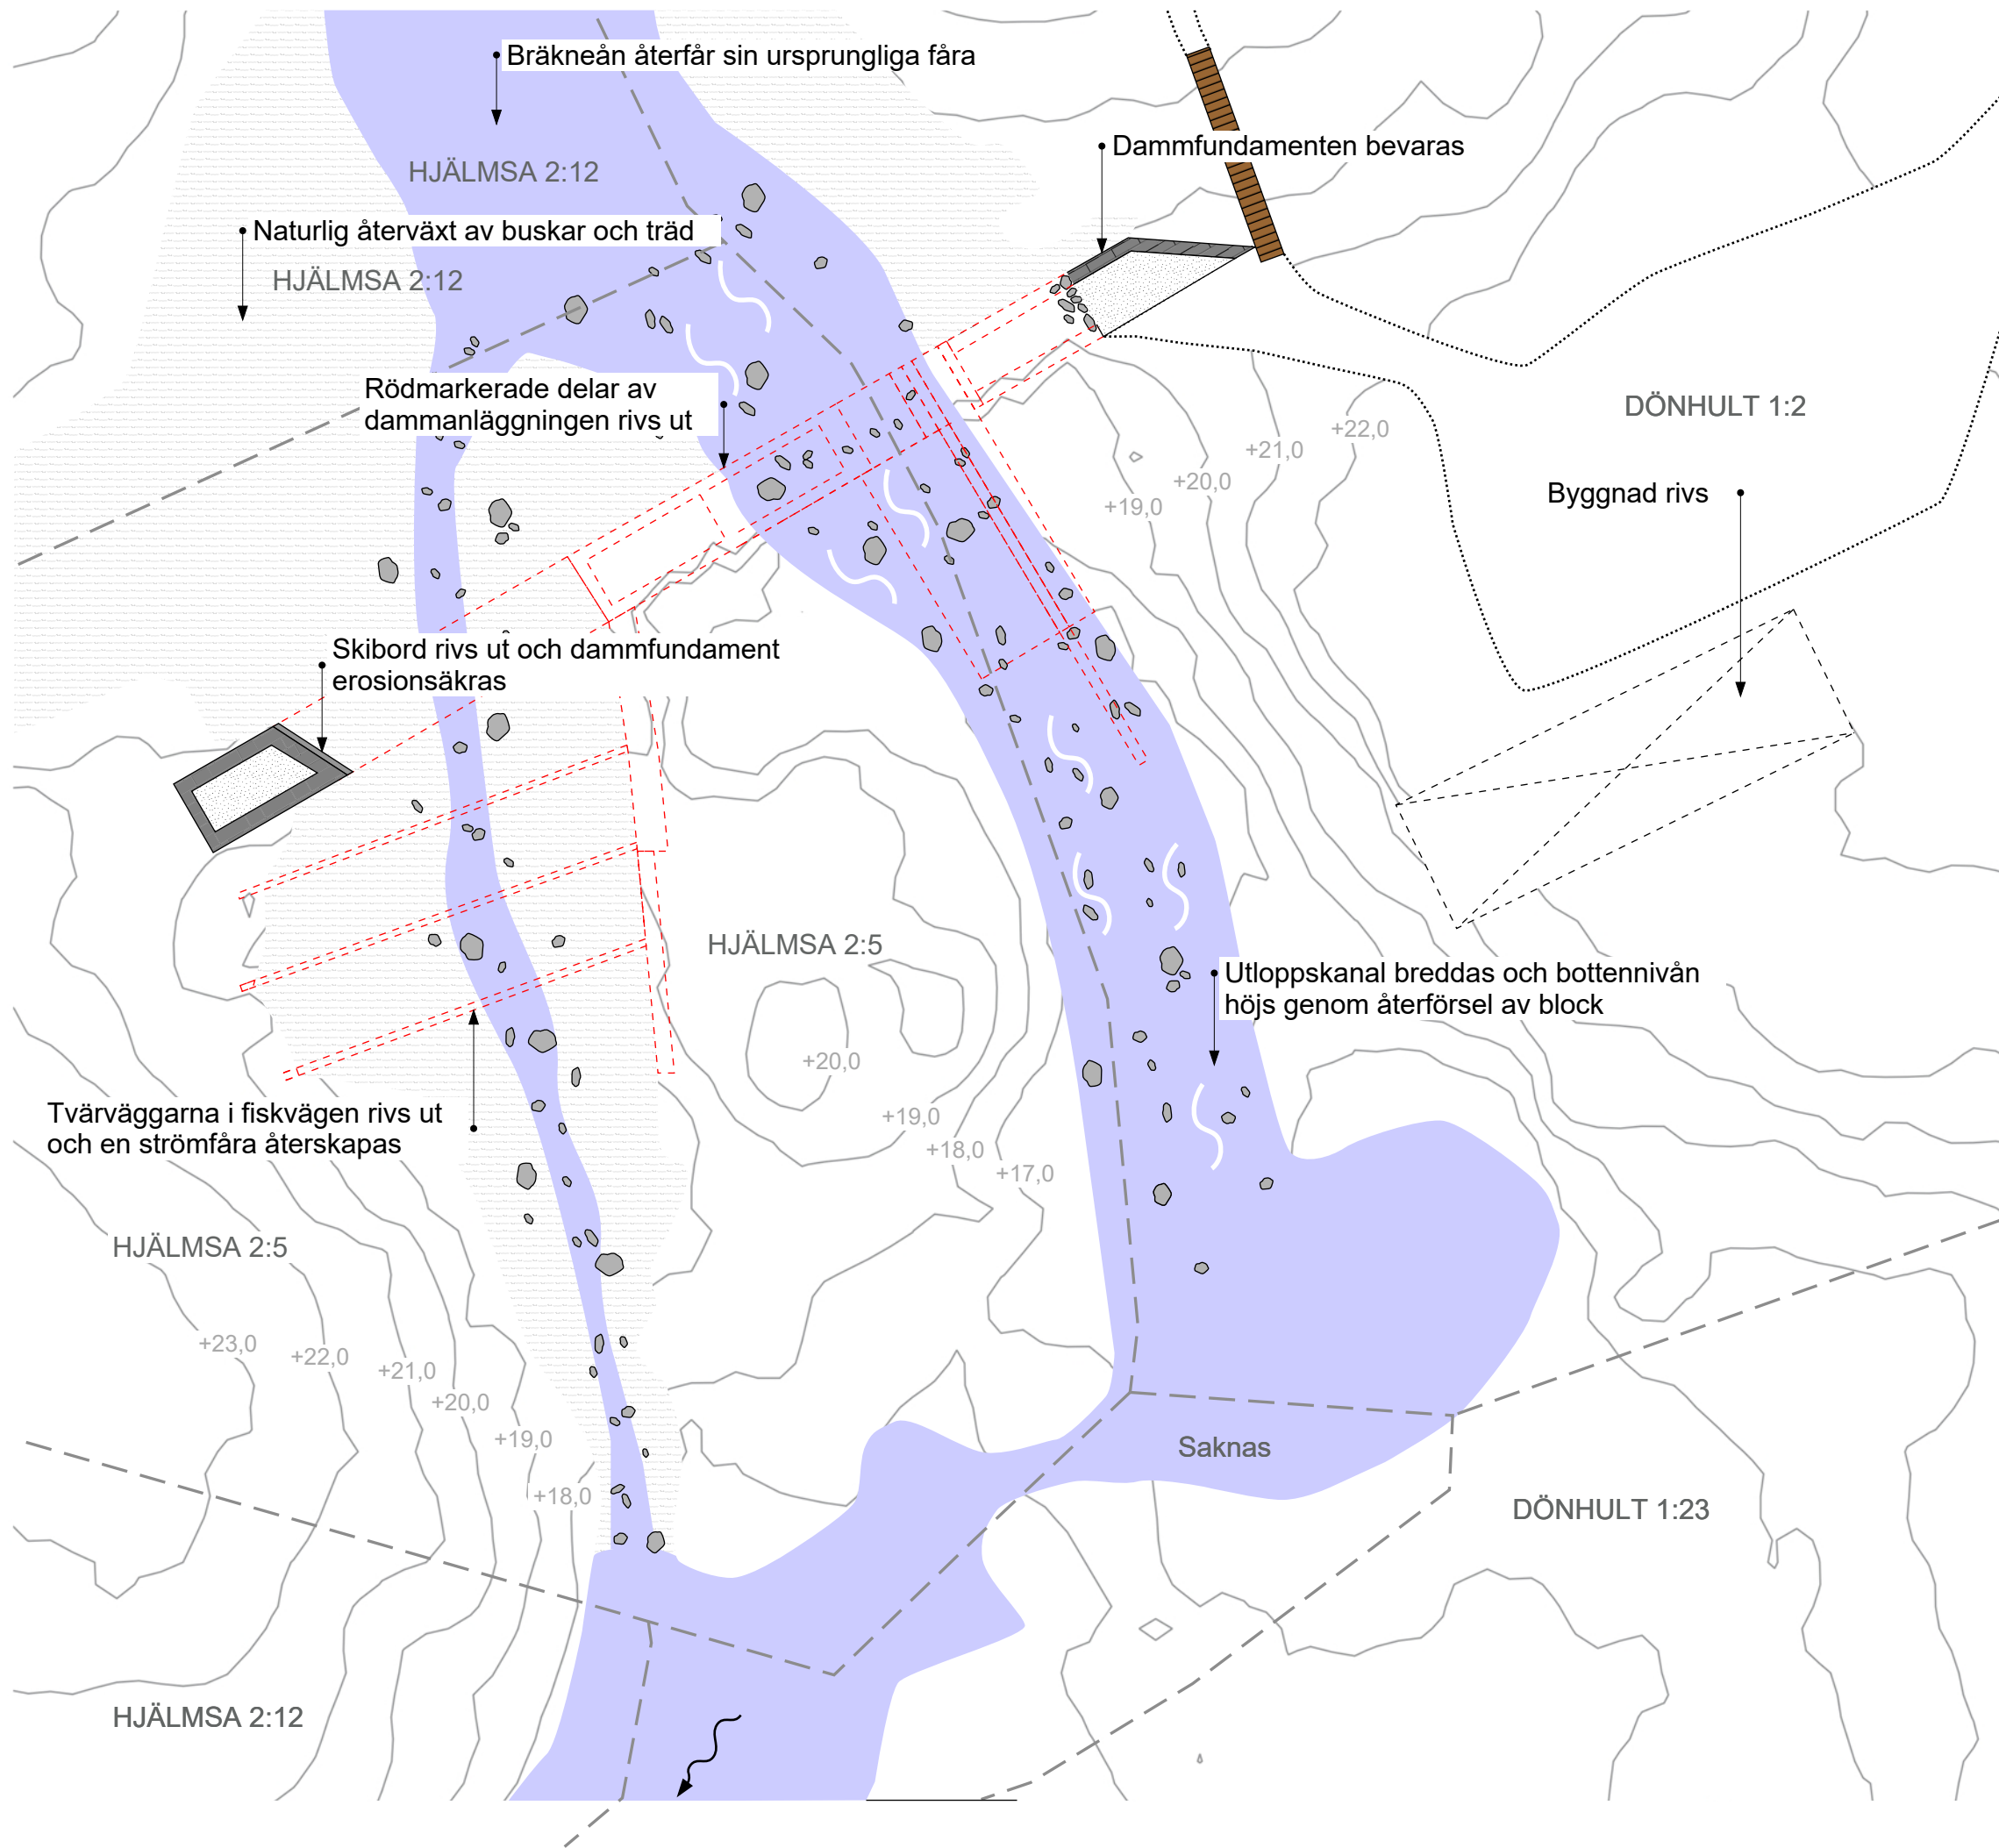 Bräkneån återfår sin ursprungliga fåra
Dammfundamenten bevaras
HJÄLMSA 2:12
Naturlig återväxt av buskar och träd
HJÄLMSA 2:12
Rödmarkerade delar av
dammanläggningen rivs ut
DÖNHULT 1:2
+22,0
+21,0
+20,0
+19,0
Byggnad rivs
Skibord rivs ut och dammfundament
erosionsäkras
HJÄLMSA 2:5
Utloppskanal breddas och bottennivån
höjs genom återförsel av block
+20,0
+19,0
+18,0
+17,0
Tvärväggarna i fiskvägen rivs ut
och en strömfåra återskapas
HJÄLMSA 2:5
+23,0
+22,0
+21,0
+20,0
+19,0
+18,0
Saknas
DÖNHULT 1:23
HJÄLMSA 2:12